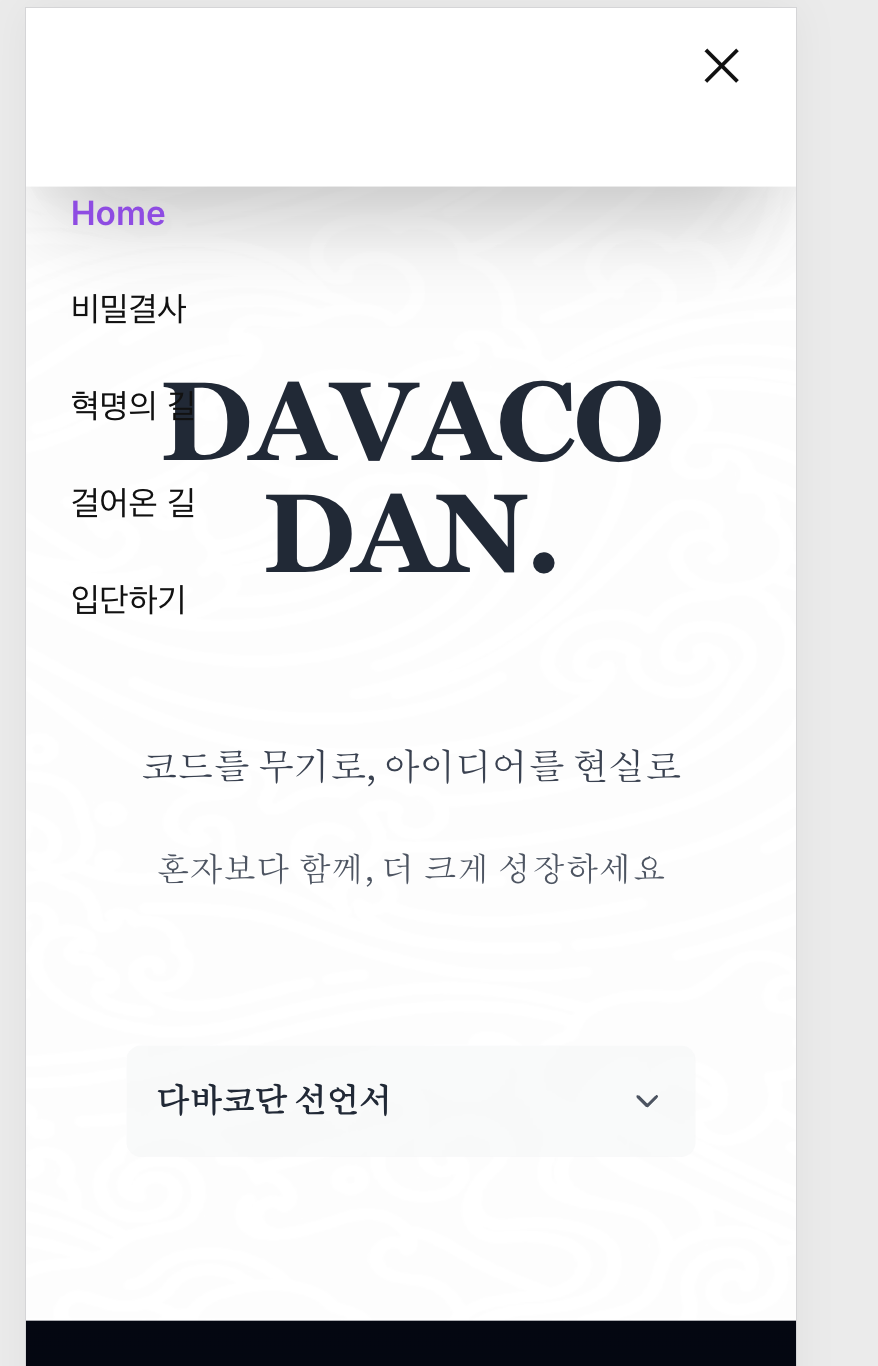 Home
비밀결사
혁명의 길
걸어온 길
입단하기
DAVACO
DAN.
코드를 무기로, 아이디어를 현실로
혼자보다 함께, 더 크게 성장하세요
다바코단 선언서